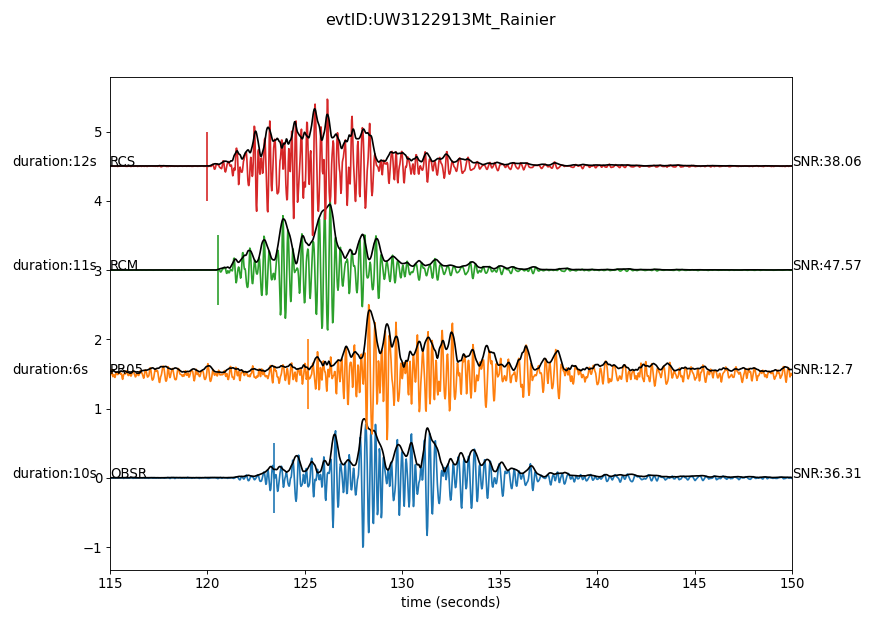 evtID:UW3122913Mt_Rainier
5
duration:12s RCS SNR:38.06
4
duration:11s 3 RCM SNR:47.57
2
duration:6s PR05 SNR:12.7
1
duration:10s 0 OBSR SNR:36.31
−1
115 120 125 130 135 140 145 150
time (seconds)